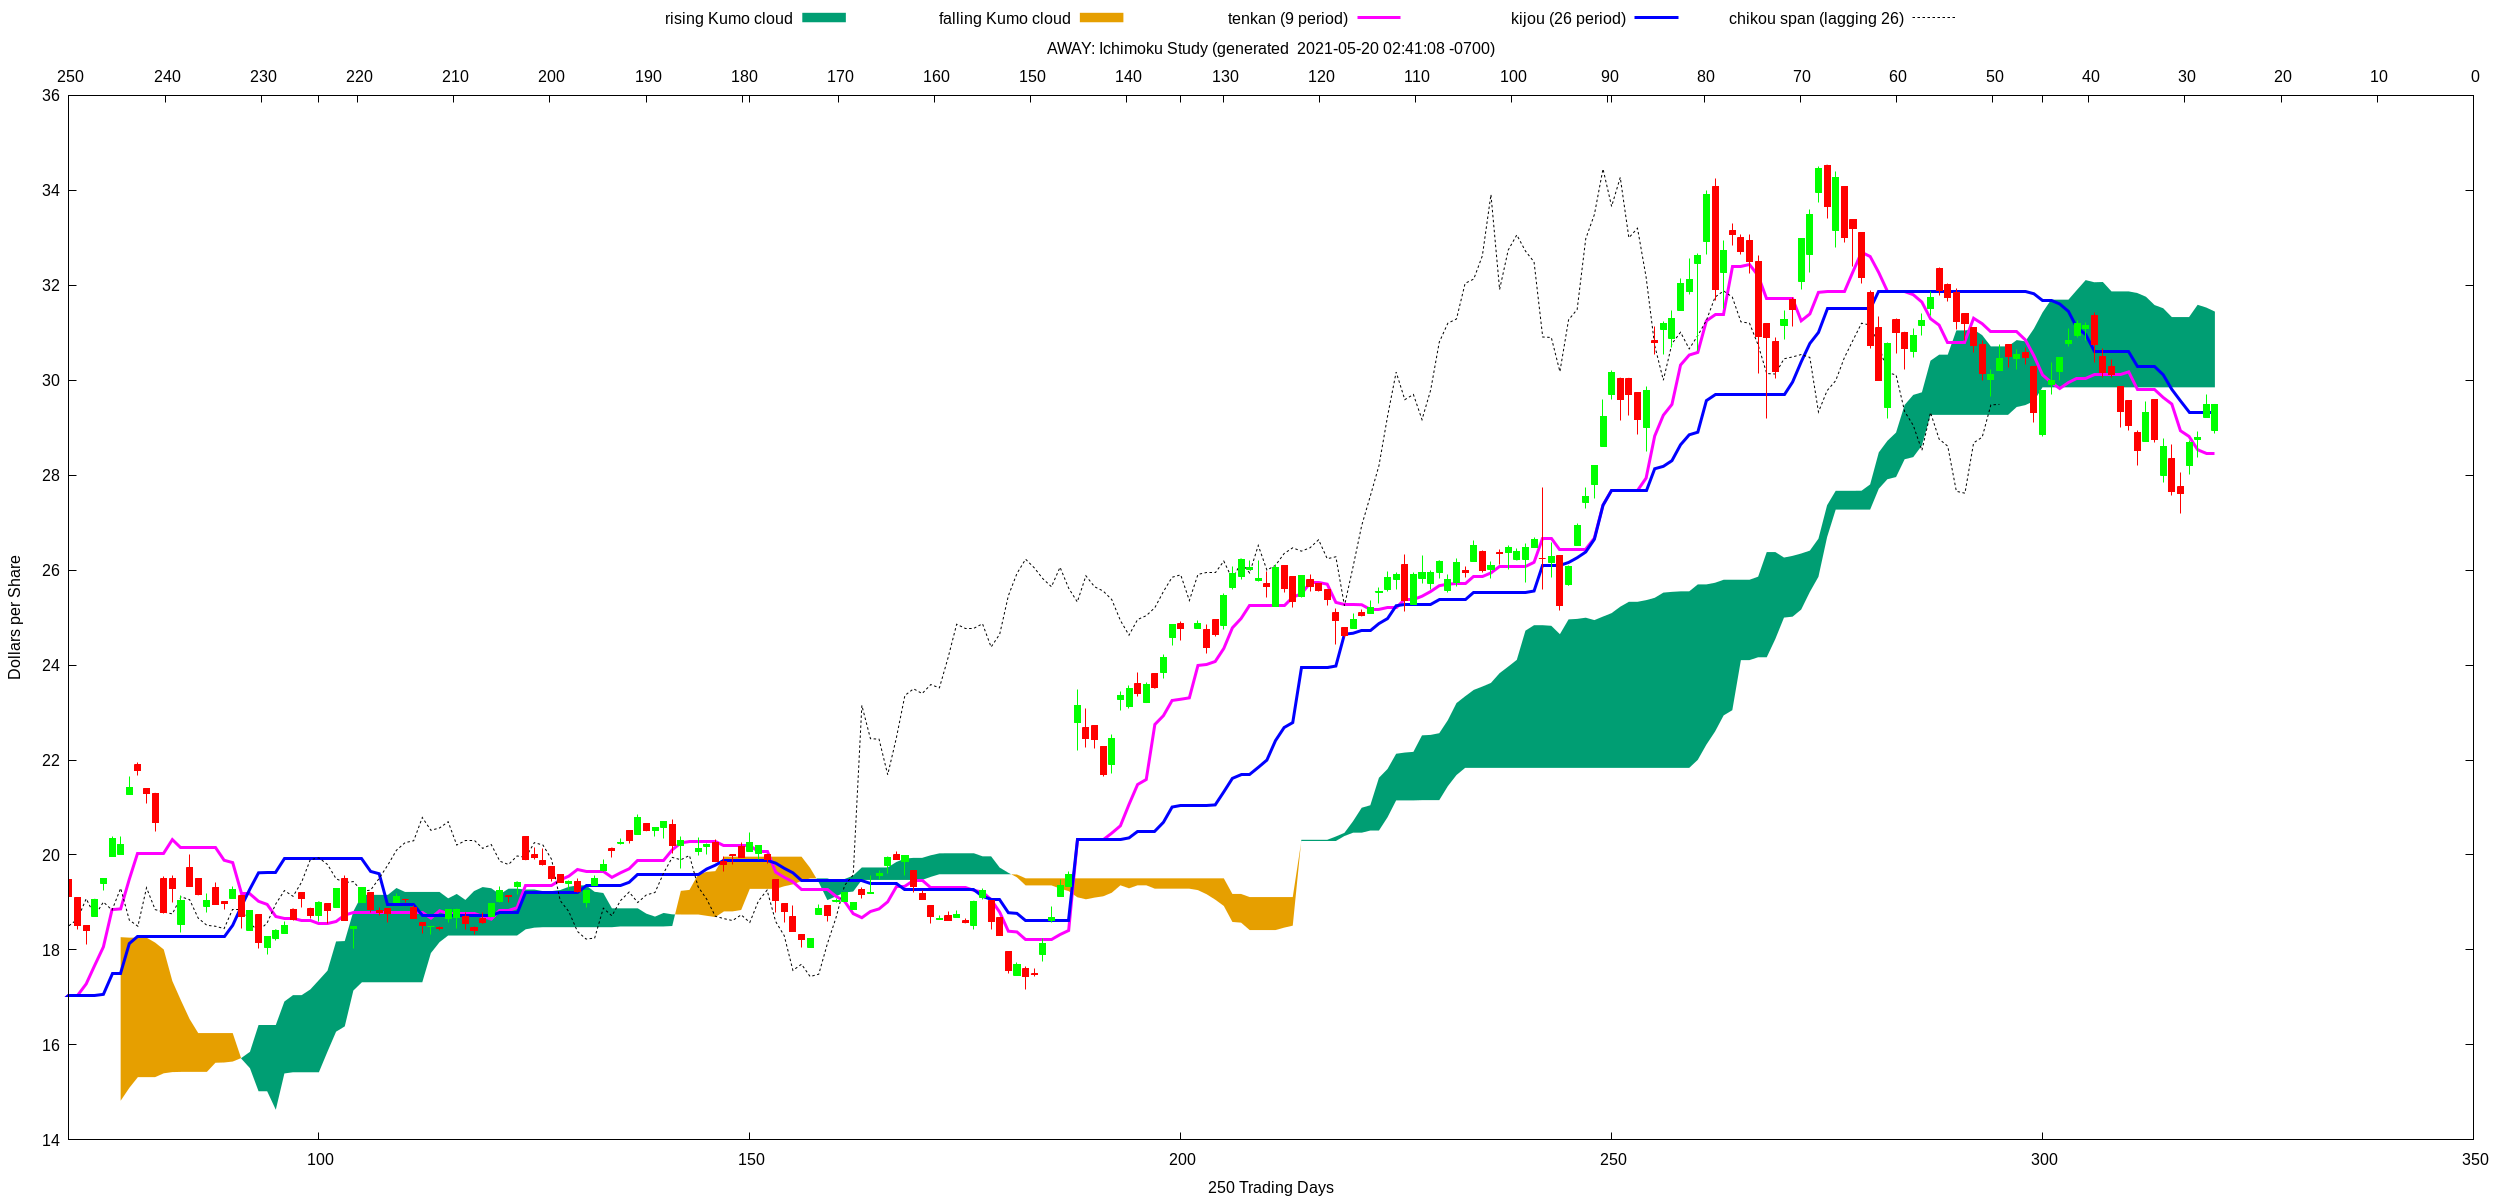 rising Kumo cloud falling Kumo cloud tenkan (9 period) kijou (26 period) chikou span (lagging 26)
AWAY: Ichimoku Study (generated  2021-05-20 02:41:08 -0700)
250 240 230 220 210 200 190 180 170 160 150 140 130 120 110 100 90 80 70 60 50 40 30 20 10 0
36
34
32
30
28
26
24
22
20
18
16
14
Dollars per Share
100 150 200 250 300 350
250 Trading Days